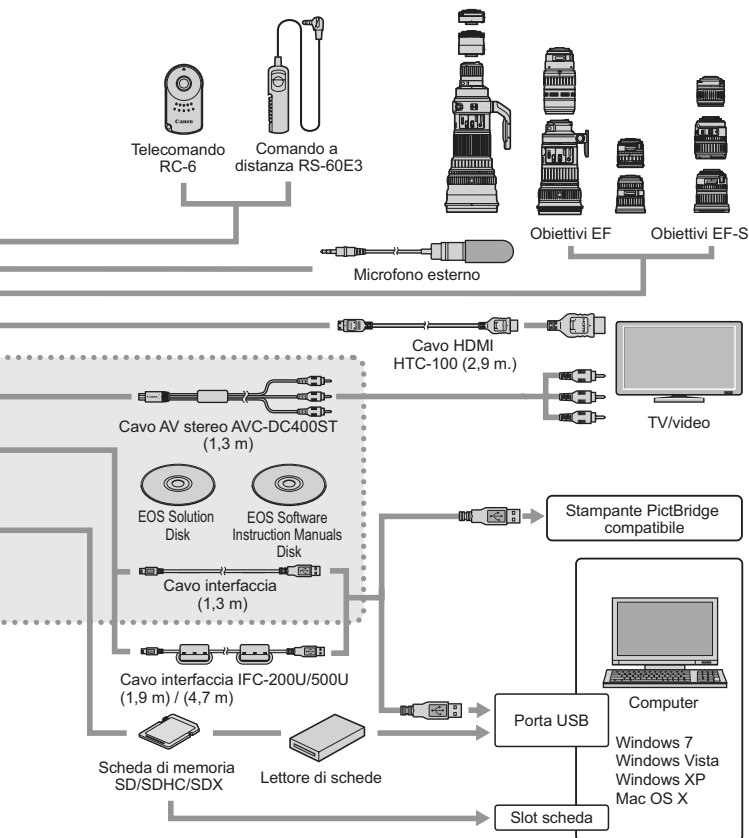 Canon
Telecomando
RC-6
Comando a
distanza RS-60E3
Obiettivi EF
Obiettivi EF-S
Microfono esterno
Cavo HDMI
HTC-100 (2,9 m.)
TV/video
Cavo AV stereo AVC-DC400ST
(1,3 m)
EOS Solution
Disk
EOS Software
Instruction Manuals
Disk
Stampante PictBridge
compatibile
Cavo interfaccia
(1,3 m)
Cavo interfaccia IFC-200U/500U
(1,9 m) / (4,7 m)
Computer
Porta USB
Windows 7
Windows Vista
Windows XP
Mac OS X
Scheda di memoria
SD/SDHC/SDX
Lettore di schede
Slot scheda